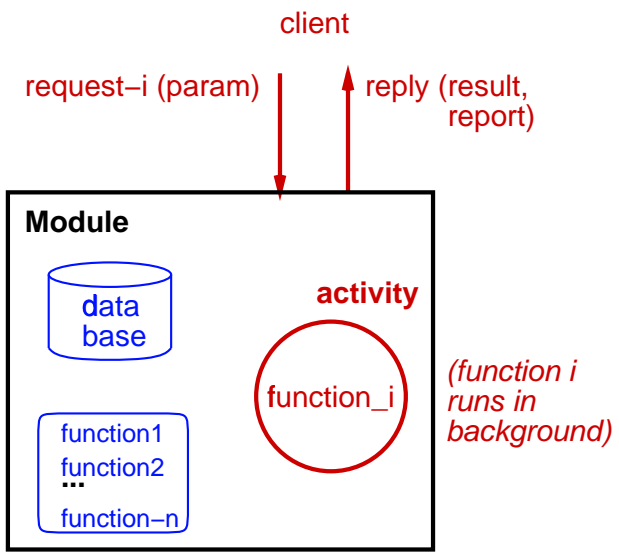 client
request−i (param)
reply (result,
report)
Module
data
base
activity
function_i
(function i
runs in
background)
function1
function2
...
function−n